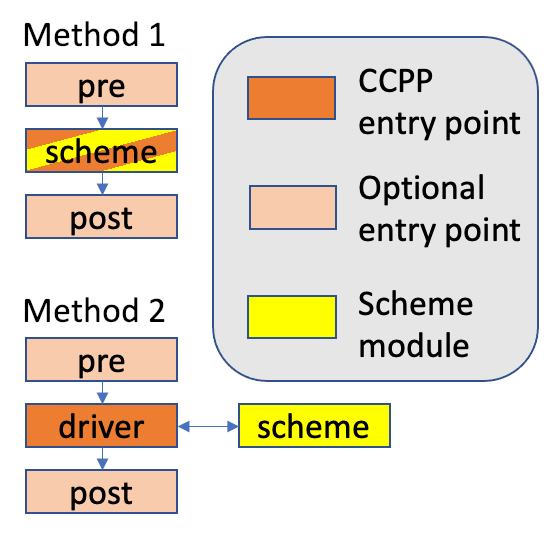 Method 1
pre
scheme
post
CCPP
entry point
Optional
entry point
Scheme
module
Method 2
pre
driver
scheme
post